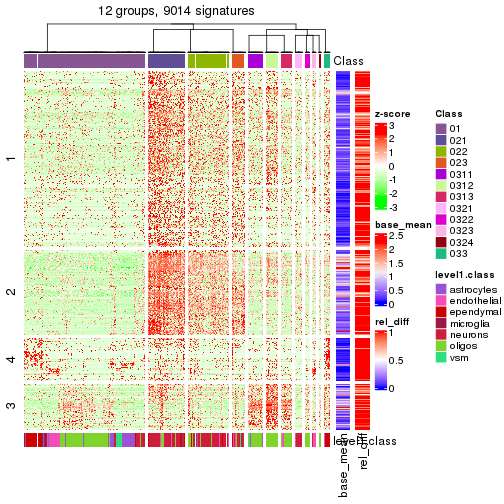 12 groups, 9014 signatures
Class
1
2
4
3
level1.class
base_mean
rel_diff
z-score
3
2
1
0
-1
-2
-3
base_mean
2.5
2
1.5
1
0.5
0
rel_diff
1
0.5
0
Class
01
021
022
023
0311
0312
0313
0321
0322
0323
0324
033
level1.class
astrocytes
endothelial
ependymal
microglia
neurons
oligos
vsm